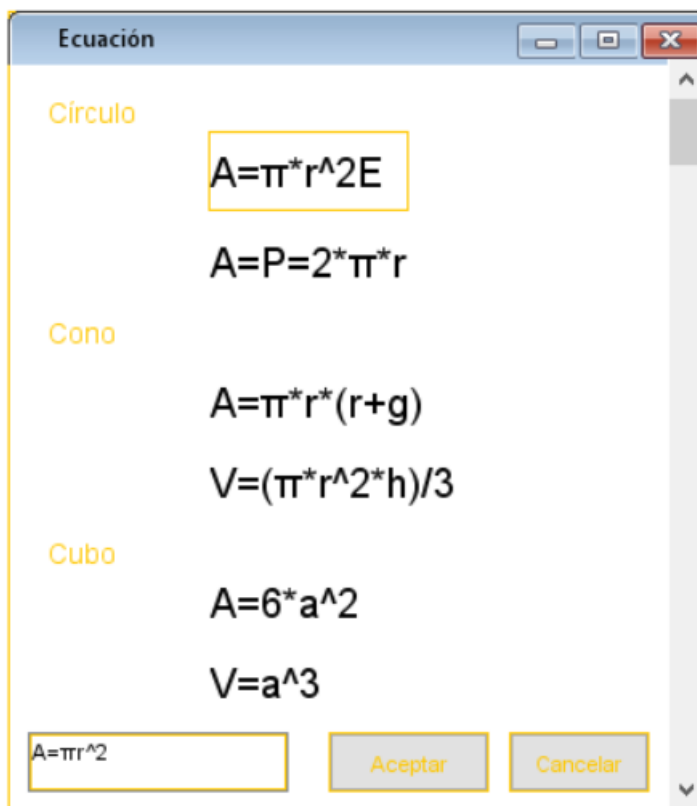 Ecuación
Círculo
A=π*r^2E
A=P=2*π*r
Cono
A=π*r*(r+g)
V=(π*r^2*h)/3
Cubo
A=6*a^2
V=a^3
A=πr^2
Aceptar
Cancelar